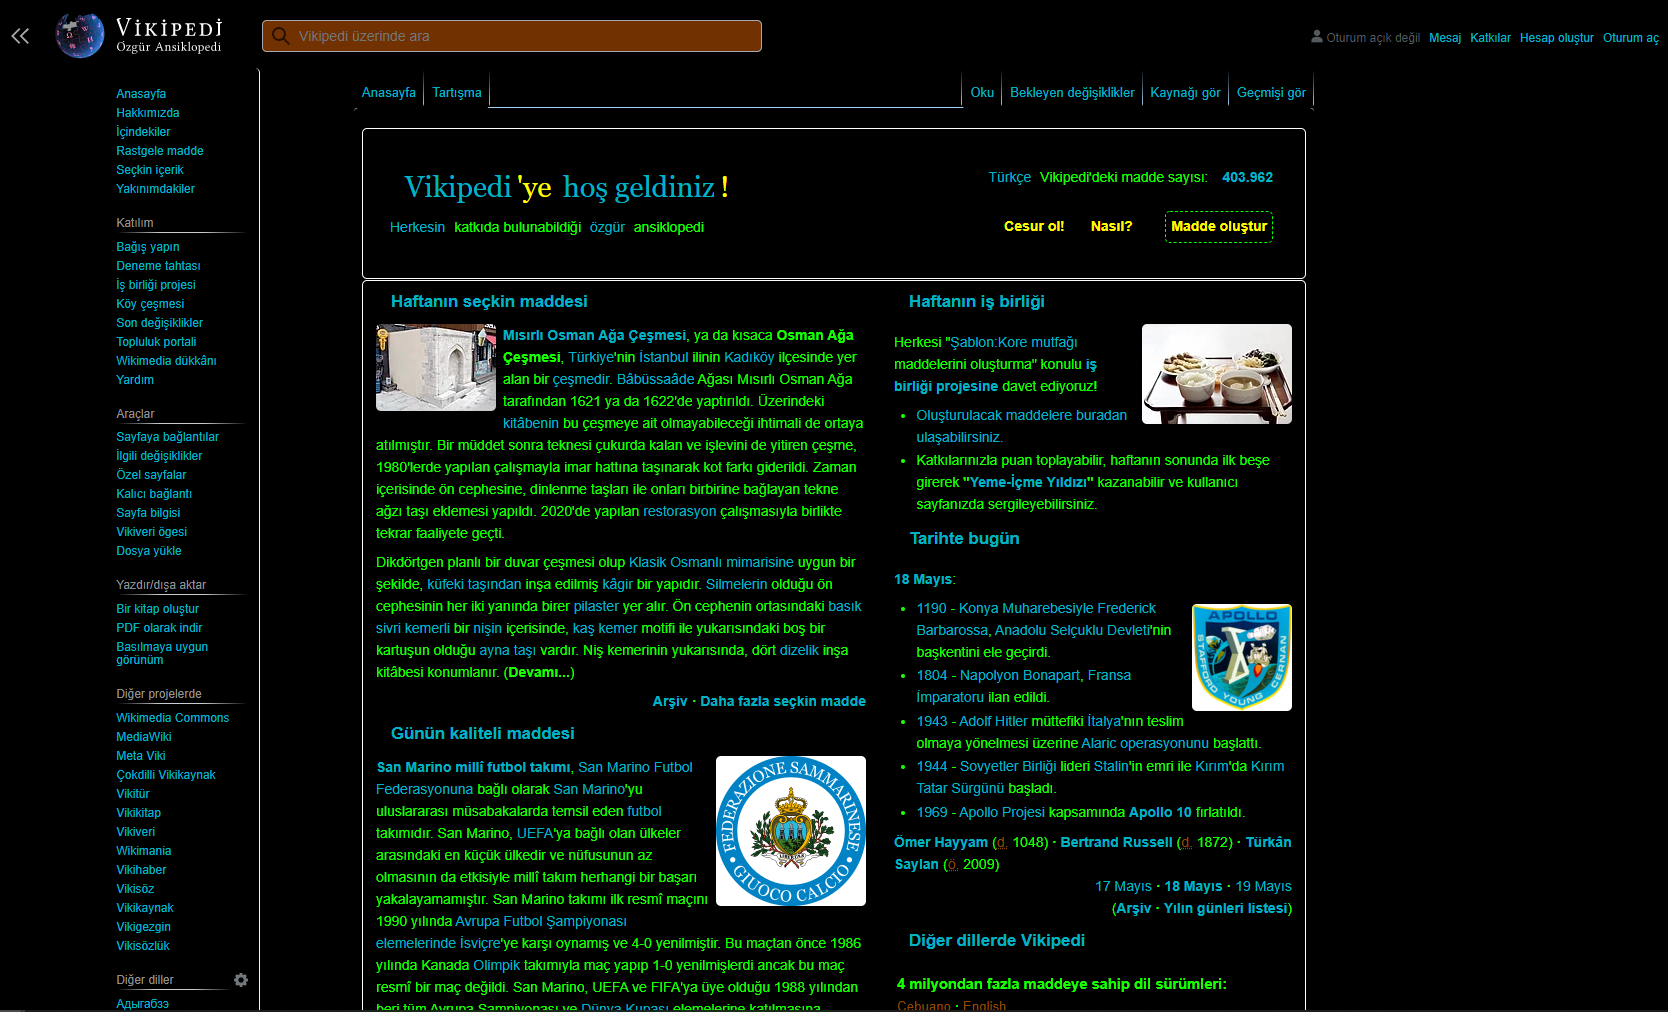 VİKİPEDİ
Özgür Ansiklopedi
Vikipedi üzerinde ara
Oturum açık değil Mesaj Katkılar Hesap oluştur Oturum aç
Anasayfa
Hakkımızda
İçindekiler
Rastgele madde
Seçkin içerik
Yakınımdakiler
Katılım
Bağış yapın
Deneme tahtası
İş birliği projesi
Köy çeşmesi
Son değişiklikler
Topluluk portali
Wikimedia dükkânı
Yardım
Araçlar
Sayfaya bağlantılar
İlgili değişiklikler
Özel sayfalar
Kalıcı bağlantı
Sayfa bilgisi
Vikiveri ögesi
Dosya yükle
Yazdır/dışa aktar
Bir kitap oluştur
PDF olarak indir
Basılmaya uygun
görünüm
Diğer projelerde
Wikimedia Commons
MediaWiki
Meta Viki
Çokdilli Vikikaynak
Vikitür
Vikikitap
Vikiveri
Wikimania
Vikihaber
Vikisöz
Vikikaynak
Vikigezgin
Vikisözlük
Diğer diller
Адыгабзэ
Anasayfa Tartışma
Oku Bekleyen değişiklikler Kaynağı gör Geçmişi gör
Vikipedi'ye hoş geldiniz!
Herkesin katkıda bulunabildiği özgür ansiklopedi
Türkçe Vikipedi'deki madde sayısı: 403.962
Cesur ol! Nasıl? Madde oluştur
Haftanın seçkin maddesi
Mısırlı Osman Ağa Çeşmesi, ya da kısaca Osman Ağa
Çeşmesi, Türkiye'nin İstanbul ilinin Kadıköy ilçesinde yer
alan bir çeşmedir. Bâbüssaâde Ağası Mısırlı Osman Ağa
tarafından 1621 ya da 1622'de yaptırıldı. Üzerindeki
kitâbenin bu çeşmeye ait olmayabileceği ihtimali de ortaya
atılmıştır. Bir müddet sonra teknesi çukurda kalan ve işlevini de yitiren çeşme,
1980'lerde yapılan çalışmayla imar hattına taşınarak kot farkı giderildi. Zaman
içerisinde ön cephesine, dinlenme taşları ile onları birbirine bağlayan tekne
ağzı taşı eklemesi yapıldı. 2020'de yapılan restorasyon çalışmasıyla birlikte
tekrar faaliyete geçti.
Dikdörtgen planlı bir duvar çeşmesi olup Klasik Osmanlı mimarisine uygun bir
şekilde, küfeki taşından inşa edilmiş kâgir bir yapıdır. Silmelerin olduğu ön
cephesinin her iki yanında birer pilaster yer alır. Ön cephenin ortasındaki basık
sivri kemerli bir nişin içerisinde, kaş kemer motifi ile yukarısındaki boş bir
kartuşun olduğu ayna taşı vardır. Niş kemerinin yukarısında, dört dizelik inşa
kitâbesi konumlanır. (Devamı...)
Arşiv · Daha fazla seçkin madde
Günün kaliteli maddesi
San Marino millî futbol takımı, San Marino Futbol
Federasyonuna bağlı olarak San Marino'yu
uluslararası müsabakalarda temsil eden futbol
takımıdır. San Marino, UEFA'ya bağlı olan ülkeler
arasındaki en küçük ülkedir ve nüfusunun az
olmasının da etkisiyle millî takım herhangi bir başarı
yakalayamamıştır. San Marino takımı ilk resmî maçını
1990 yılında Avrupa Futbol Şampiyonası
elemelerinde İsviçre'ye karşı oynamış ve 4-0 yenilmiştir. Bu maçtan önce 1986
yılında Kanada Olimpik takımıyla maç yapıp 1-0 yenilmişlerdi ancak bu maç
resmî bir maç değildi. San Marino, UEFA ve FIFA'ya üye olduğu 1988 yılından
beri tüm Avrupa Şampiyonası ve Dünya Kupası elemelerine katılmasına
FEDERAZIONE SAMMARINESE
GIUOCO CALCIO
Haftanın iş birliği
Herkesi "Şablon:Kore mutfağı
maddelerini oluşturma" konulu iş
birliği projesine davet ediyoruz!
• Oluşturulacak maddelere buradan
ulaşabilirsiniz.
• Katkılarınızla puan toplayabilir, haftanın sonunda ilk beşe
girerek "Yeme-İçme Yıldızı" kazanabilir ve kullanıcı
sayfanızda sergileyebilirsiniz.
Tarihte bugün
18 Mayıs:
• 1190 - Konya Muharebesiyle Frederick
Barbarossa, Anadolu Selçuklu Devleti'nin
başkentini ele geçirdi.
• 1804 - Napolyon Bonapart, Fransa
İmparatoru ilan edildi.
• 1943 - Adolf Hitler müttefiki İtalya'nın teslim
olmaya yönelmesi üzerine Alaric operasyonunu başlattı.
• 1944 - Sovyetler Birliği lideri Stalin'in emri ile Kırım'da Kırım
Tatar Sürgünü başladı.
• 1969 - Apollo Projesi kapsamında Apollo 10 fırlatıldı.
APOLLO
STAFFORD YOUNG CERNAN
Ömer Hayyam (d. 1048) · Bertrand Russell (d. 1872) · Türkân
Saylan (ö. 2009)
17 Mayıs · 18 Mayıs · 19 Mayıs
(Arşiv · Yılın günleri listesi)
Diğer dillerde Vikipedi
4 milyondan fazla maddeye sahip dil sürümleri:
Cebuano · English